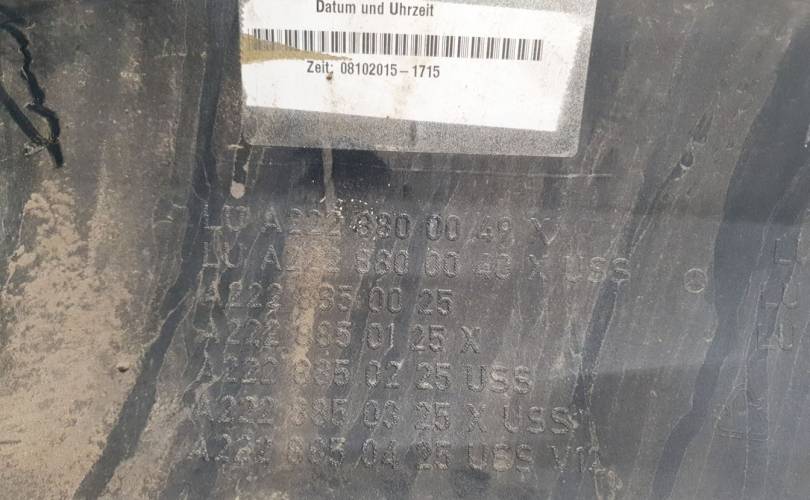 Datum und Uhrzeit
Zeit: 08102015-1715
LU A222 880 00 49 X
LU A222 880 00 49 X USS
A222 885 00 25
A222 885 01 25 X
A222 885 02 25 USS
A222 885 03 25 X USS
A222 885 04 25 USS V12